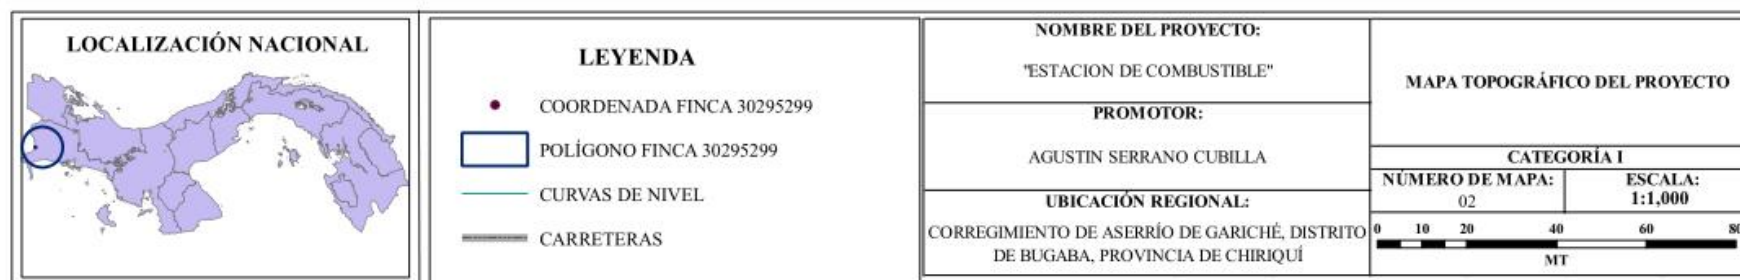 LOCALIZACIÓN NACIONAL
LEYENDA
COORDENADA FINCA 30295299
POLÍGONO FINCA 30295299
CURVAS DE NIVEL
CARRETERAS
NOMBRE DEL PROYECTO:
"ESTACION DE COMBUSTIBLE"
PROMOTOR:
AGUSTIN SERRANO CUBILLA
UBICACIÓN REGIONAL:
CORREGIMIENTO DE ASERRÍO DE GARICHÉ, DISTRITO
DE BUGABA, PROVINCIA DE CHIRIQUÍ
MAPA TOPOGRÁFICO DEL PROYECTO
CATEGORÍA I
NÚMERO DE MAPA:
02
ESCALA:
1:1,000
0 10 20 40 60 80
MT